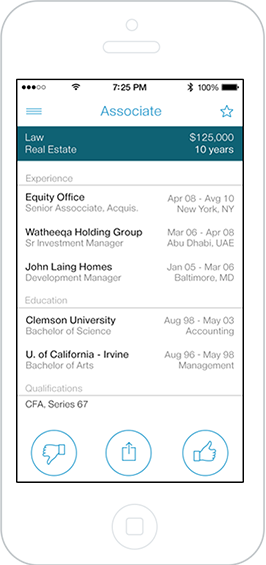 7:25 PM
100%
Associate
Law $125,000
Real Estate 10 years
Experience
Equity Office Apr 08 - Avg 10
Senior Assocciate, Acquis. New York, NY
Watheeqa Holding Group Mar 06 - Apr 08
Sr Investment Manager Abu Dhabi, UAE
John Laing Homes Jan 05 - Mar 06
Development Manager Baltimore, MD
Education
Clemson University Aug 98 - May 03
Bachelor of Science Accounting
U. of California - Irvine Aug 96 - May 98
Bachelor of Arts Management
Qualifications
CFA, Series 67